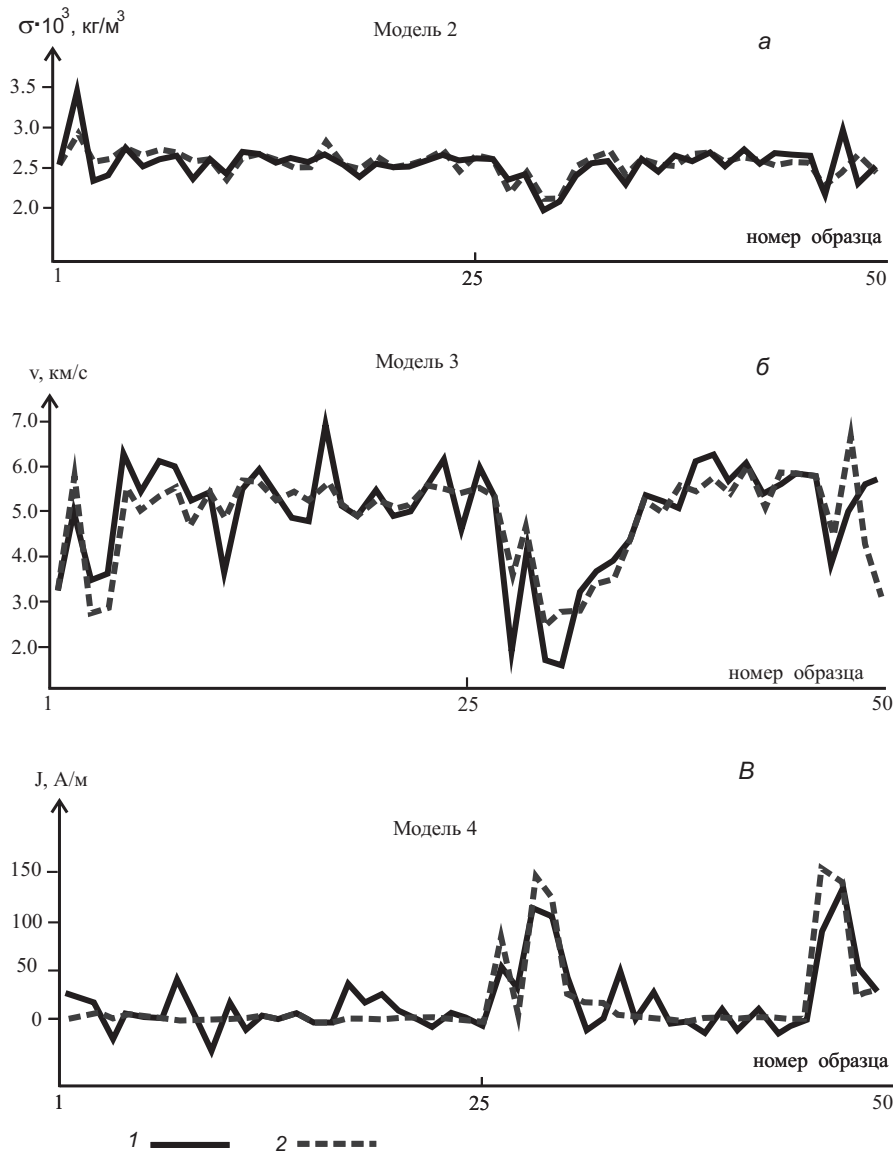 σ·10³, кг/м³
Модель 2
а
3.5
3.0
2.5
2.0
номер образца
1 25 50
Модель 3
б
v, км/с
7.0
6.0
5.0
4.0
3.0
2.0
номер образца
1 25 50
В
J, А/м
Модель 4
150
100
50
0
номер образца
1 25 50
1 2